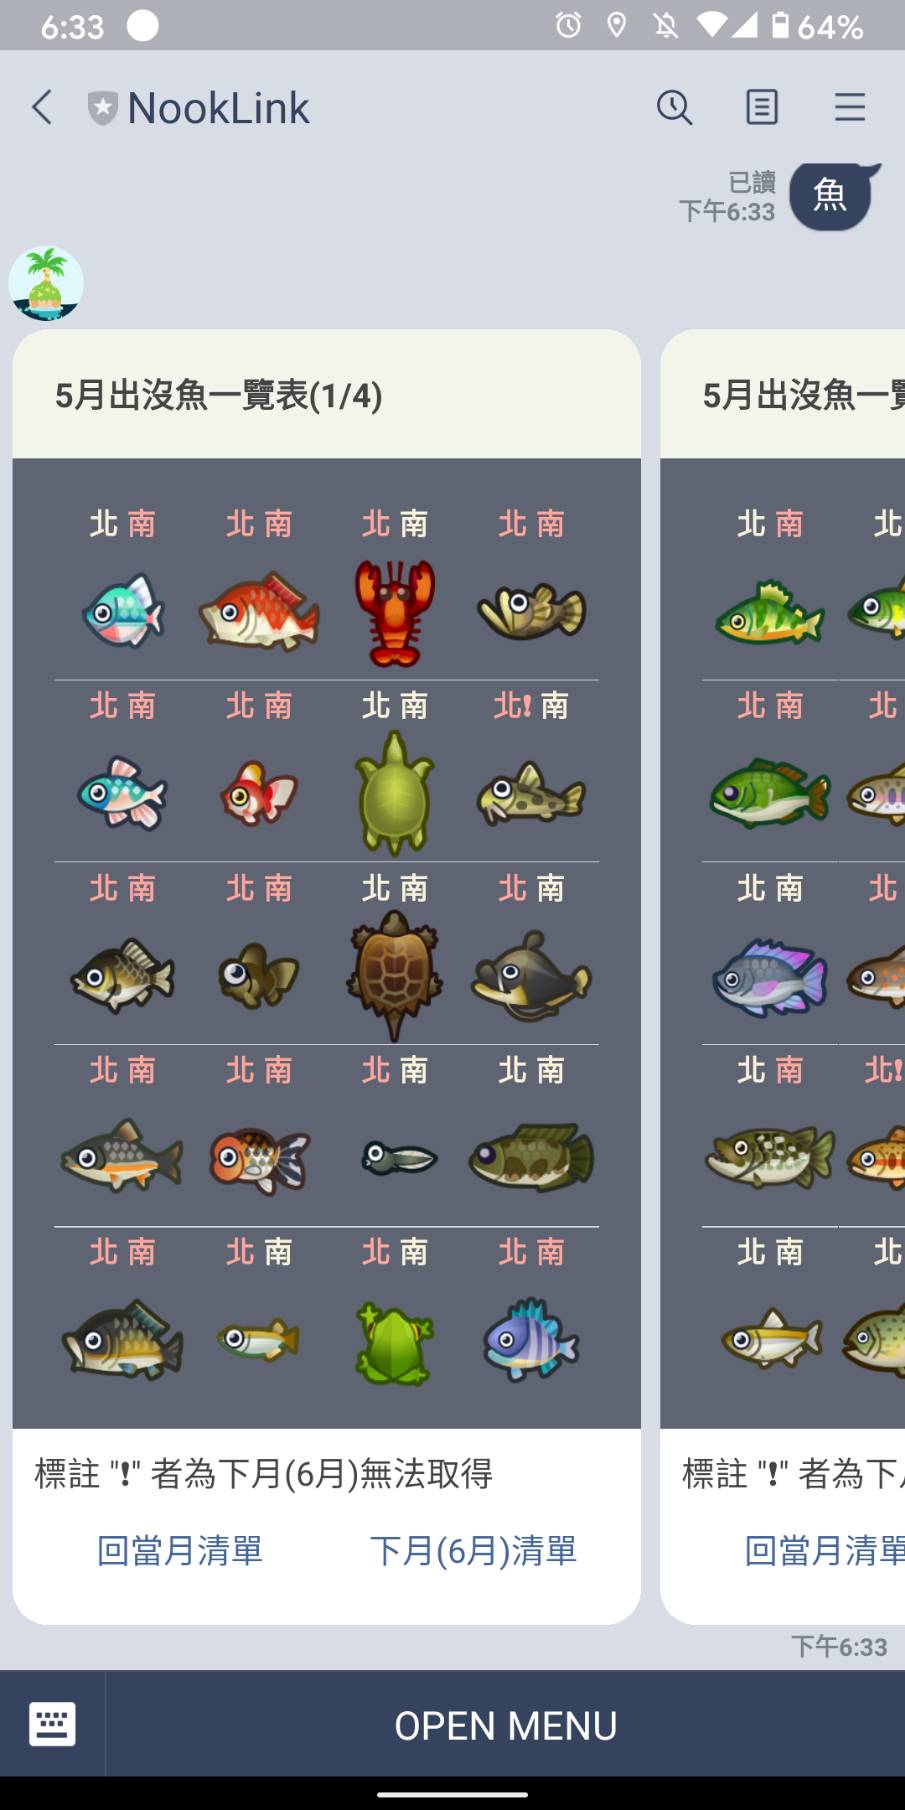 6:33
64%
NookLink
已讀
下午6:33
魚
5月出沒魚一覽表(1/4)
5月出沒魚一覽
北 南 北 南 北 南 北 南
北 南 北
北 南 北 南 北 南 北! 南
北 南 北
北 南 北 南 北 南 北 南
北 南 北
北 南 北 南 北 南 北 南
北 南 北!
北 南 北 南 北 南 北 南
北 南 北
標註 "!" 者為下月(6月)無法取得
標註 "!" 者為下
回當月清單
下月(6月)清單
回當月清單
下午6:33
OPEN MENU